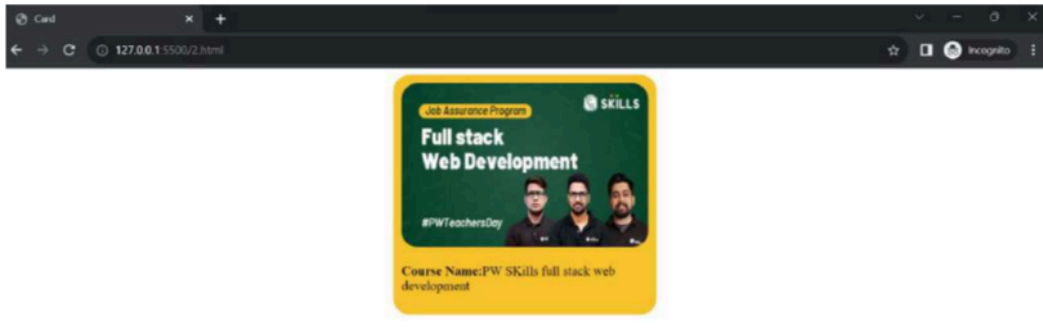 Card
127.0.0.1:5500/2.html
Incognito
Job Assurance Program
SKILLS
Full stack
Web Development
#PWTeachersDay
Course Name:PW SKills full stack web
development